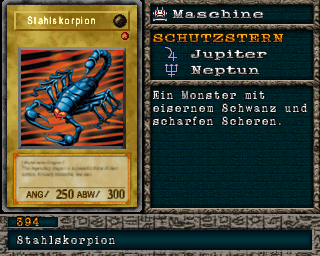 Stahlskorpion
ANG/ 250 ABW/ 300
Maschine
SCHUTZSTERN
Jupiter
Neptun
Ein Monster mit
eisernem Schwanz und
scharfen Scheren.
394
Stahlskorpion